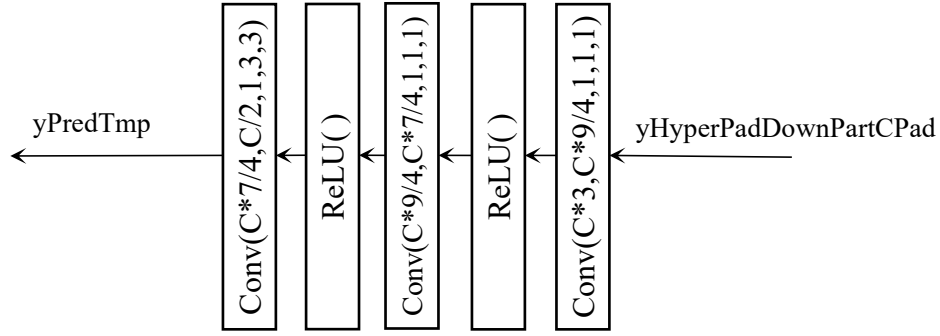 yPredTmp
Conv(C*7/4,C/2,1,3,3)
ReLU( )
Conv(C*9/4,C*7/4,1,1,1)
ReLU( )
Conv(C*3,C*9/4,1,1,1)
yHyperPadDownPartCPad